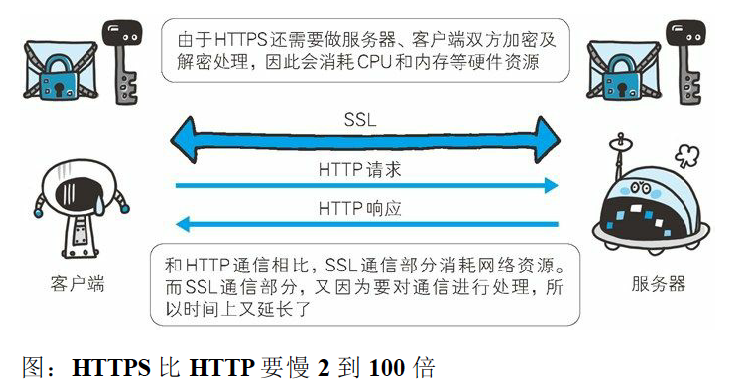 由于HTTPS还需要做服务器、客户端双方加密及
解密处理，因此会消耗CPU和内存等硬件资源
SSL
HTTP请求
HTTP响应
客户端
服务器
和HTTP通信相比，SSL通信部分消耗网络资源。
而SSL通信部分，又因为要对通信进行处理，所
以时间上又延长了
图：HTTPS 比 HTTP 要慢 2 到 100 倍